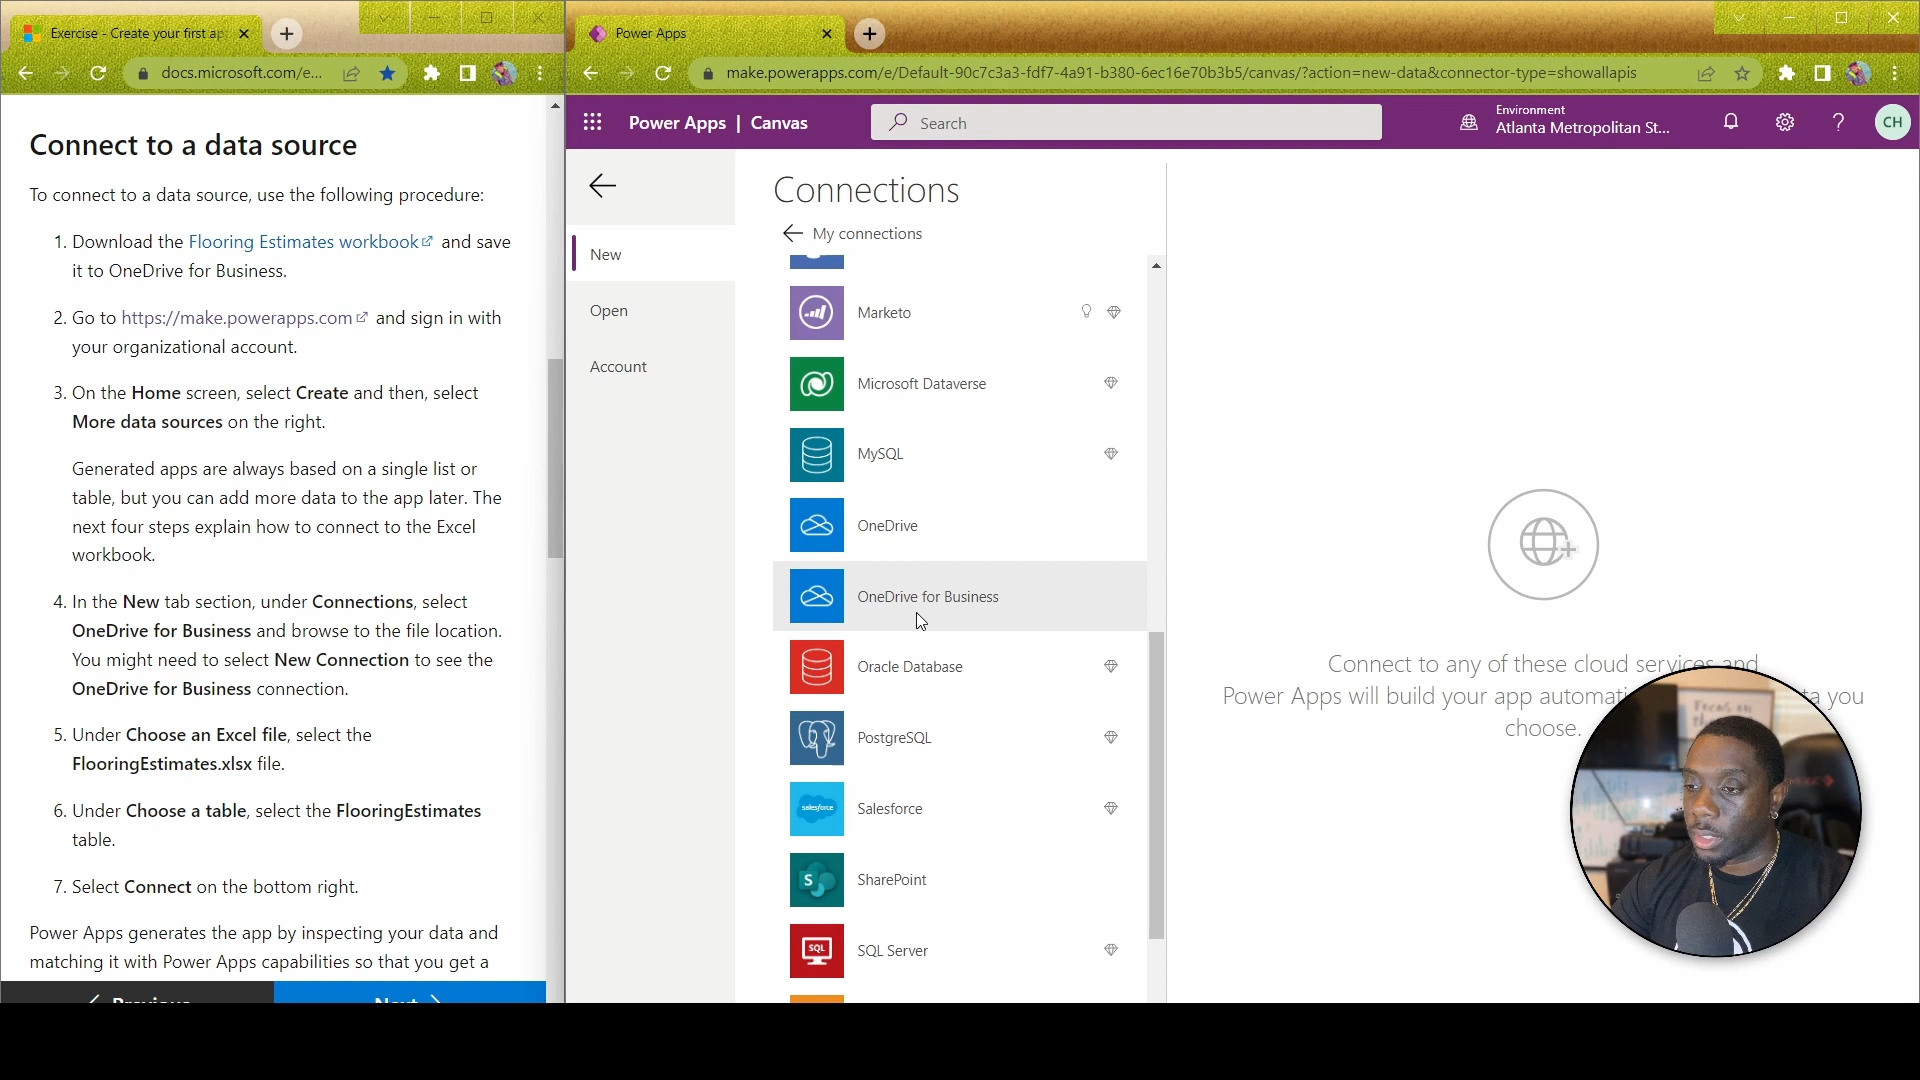 Exercise - Create your first ap
docs.microsoft.com/e...
Connect to a data source
To connect to a data source, use the following procedure:
1. Download the Flooring Estimates workbook and save
it to OneDrive for Business.
2. Go to https://make.powerapps.com and sign in with
your organizational account.
3. On the Home screen, select Create and then, select
More data sources on the right.
Generated apps are always based on a single list or
table, but you can add more data to the app later. The
next four steps explain how to connect to the Excel
workbook.
4. In the New tab section, under Connections, select
OneDrive for Business and browse to the file location.
You might need to select New Connection to see the
OneDrive for Business connection.
5. Under Choose an Excel file, select the
FlooringEstimates.xlsx file.
6. Under Choose a table, select the FlooringEstimates
table.
7. Select Connect on the bottom right.
Power Apps generates the app by inspecting your data and
matching it with Power Apps capabilities so that you get a
Previous
Next
Power Apps
make.powerapps.com/e/Default-90c7c3a3-fdf7-4a91-b380-6ec16e70b3b5/canvas/?action=new-data&connector-type=showallapis
Power Apps | Canvas
Search
Environment
Atlanta Metropolitan St...
?
CH
New
Open
Account
Connections
My connections
Marketo
Microsoft Dataverse
MySQL
OneDrive
OneDrive for Business
Oracle Database
PostgreSQL
salesforce
Salesforce
S
SharePoint
SQL
SQL Server
Connect to any of these cloud services and
Power Apps will build your app automati
ta you
choose.